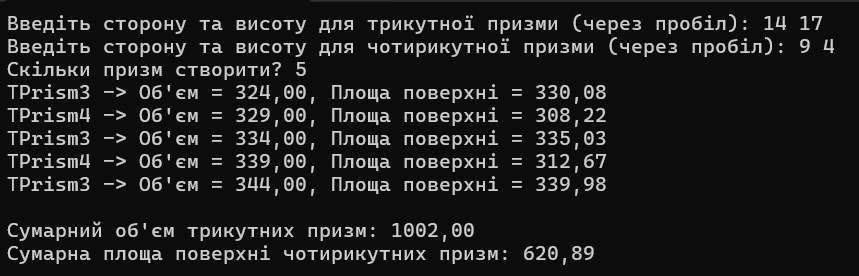 Введіть сторону та висоту для трикутної призми (через пробіл): 14 17
Введіть сторону та висоту для чотирикутної призми (через пробіл): 9 4
Скільки призм створити? 5
TPrism3 -> Об'єм = 324,00, Площа поверхні = 330,08
TPrism4 -> Об'єм = 329,00, Площа поверхні = 308,22
TPrism3 -> Об'єм = 334,00, Площа поверхні = 335,03
TPrism4 -> Об'єм = 339,00, Площа поверхні = 312,67
TPrism3 -> Об'єм = 344,00, Площа поверхні = 339,98
Сумарний об'єм трикутних призм: 1002,00
Сумарна площа поверхні чотирикутних призм: 620,89